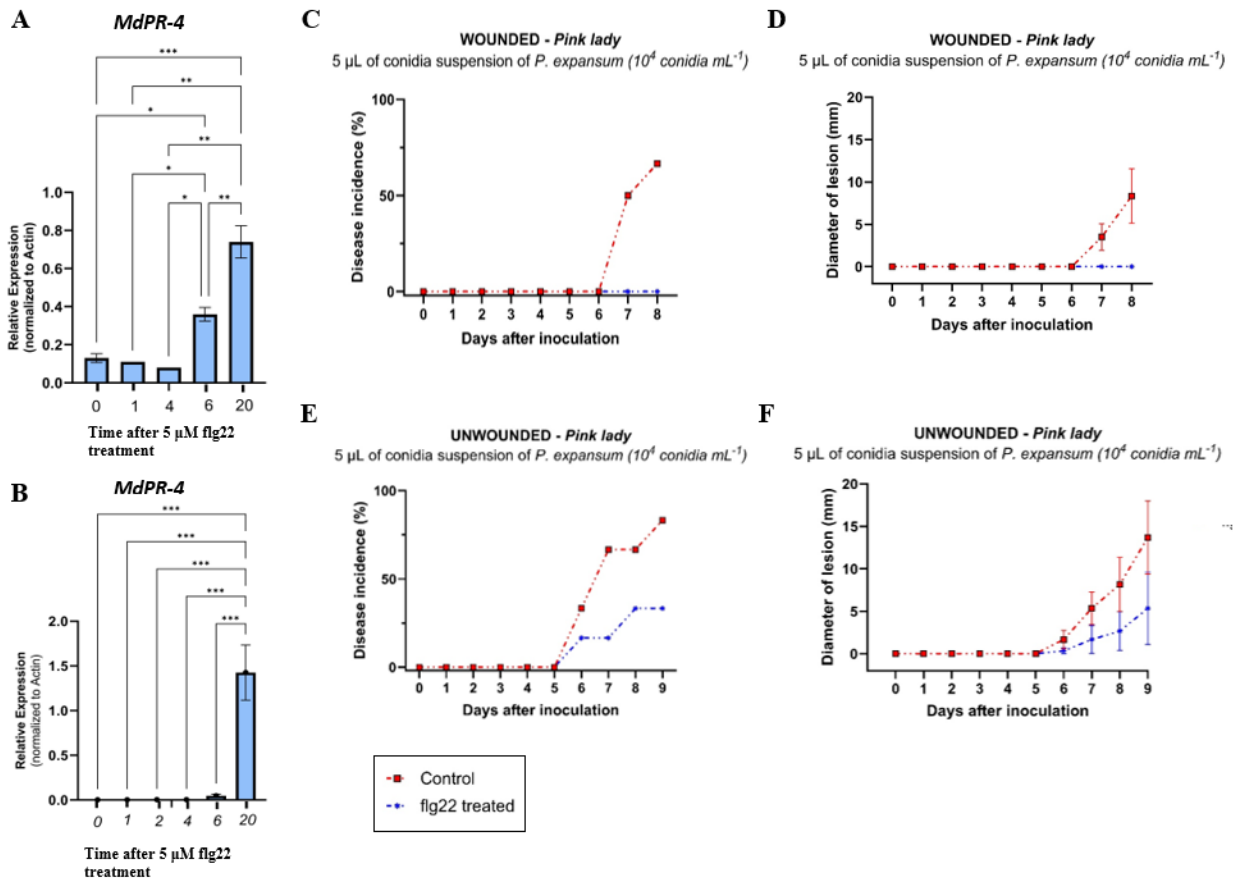 A
MdPR-4
***
**
*
**
*
*
**
Relative Expression
(normalized to Actin)
1.0
0.8
0.6
0.4
0.2
0.0
0 1 4 6 20
Time after 5 µM flg22
treatment
B
MdPR-4
***
***
***
***
***
Relative Expression
(normalized to Actin)
2.0
1.5
1.0
0.5
0.0
0 1 2 4 6 20
Time after 5 µM flg22
treatment
C
WOUNDED - Pink lady
5 µL of conidia suspension of P. expansum (10⁴ conidia mL⁻¹)
Disease incidence (%)
100
50
0
0 1 2 3 4 5 6 7 8
Days after inoculation
D
WOUNDED - Pink lady
5 µL of conidia suspension of P. expansum (10⁴ conidia mL⁻¹)
Diameter of lesion (mm)
20
15
10
5
0
0 1 2 3 4 5 6 7 8
Days after inoculation
E
UNWOUNDED - Pink lady
5 µL of conidia suspension of P. expansum (10⁴ conidia mL⁻¹)
Disease incidence (%)
100
50
0
0 1 2 3 4 5 6 7 8 9
Days after inoculation
F
UNWOUNDED - Pink lady
5 µL of conidia suspension of P. expansum (10⁴ conidia mL⁻¹)
Diameter of lesion (mm)
20
15
10
5
0
0 1 2 3 4 5 6 7 8 9
Days after inoculation
Control
flg22 treated